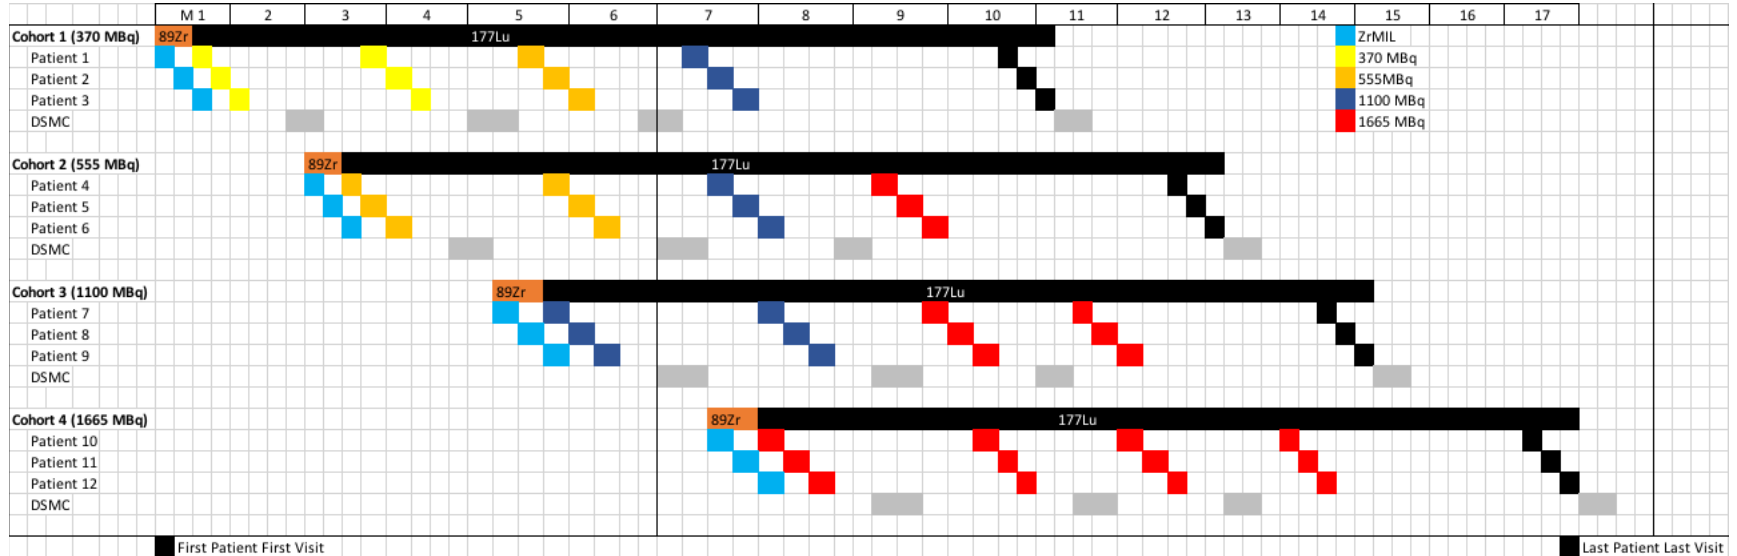 M 1 2 3 4 5 6 7 8 9 10 11 12 13 14 15 16 17
Cohort 1 (370 MBq) 89Zr 177Lu ZrMIL
Patient 1 370 MBq
Patient 2 555MBq
Patient 3 1100 MBq
DSMC 1665 MBq
Cohort 2 (555 MBq) 89Zr 177Lu
Patient 4
Patient 5
Patient 6
DSMC
Cohort 3 (1100 MBq) 89Zr 177Lu
Patient 7
Patient 8
Patient 9
DSMC
Cohort 4 (1665 MBq) 89Zr 177Lu
Patient 10
Patient 11
Patient 12
DSMC
First Patient First Visit Last Patient Last Visit